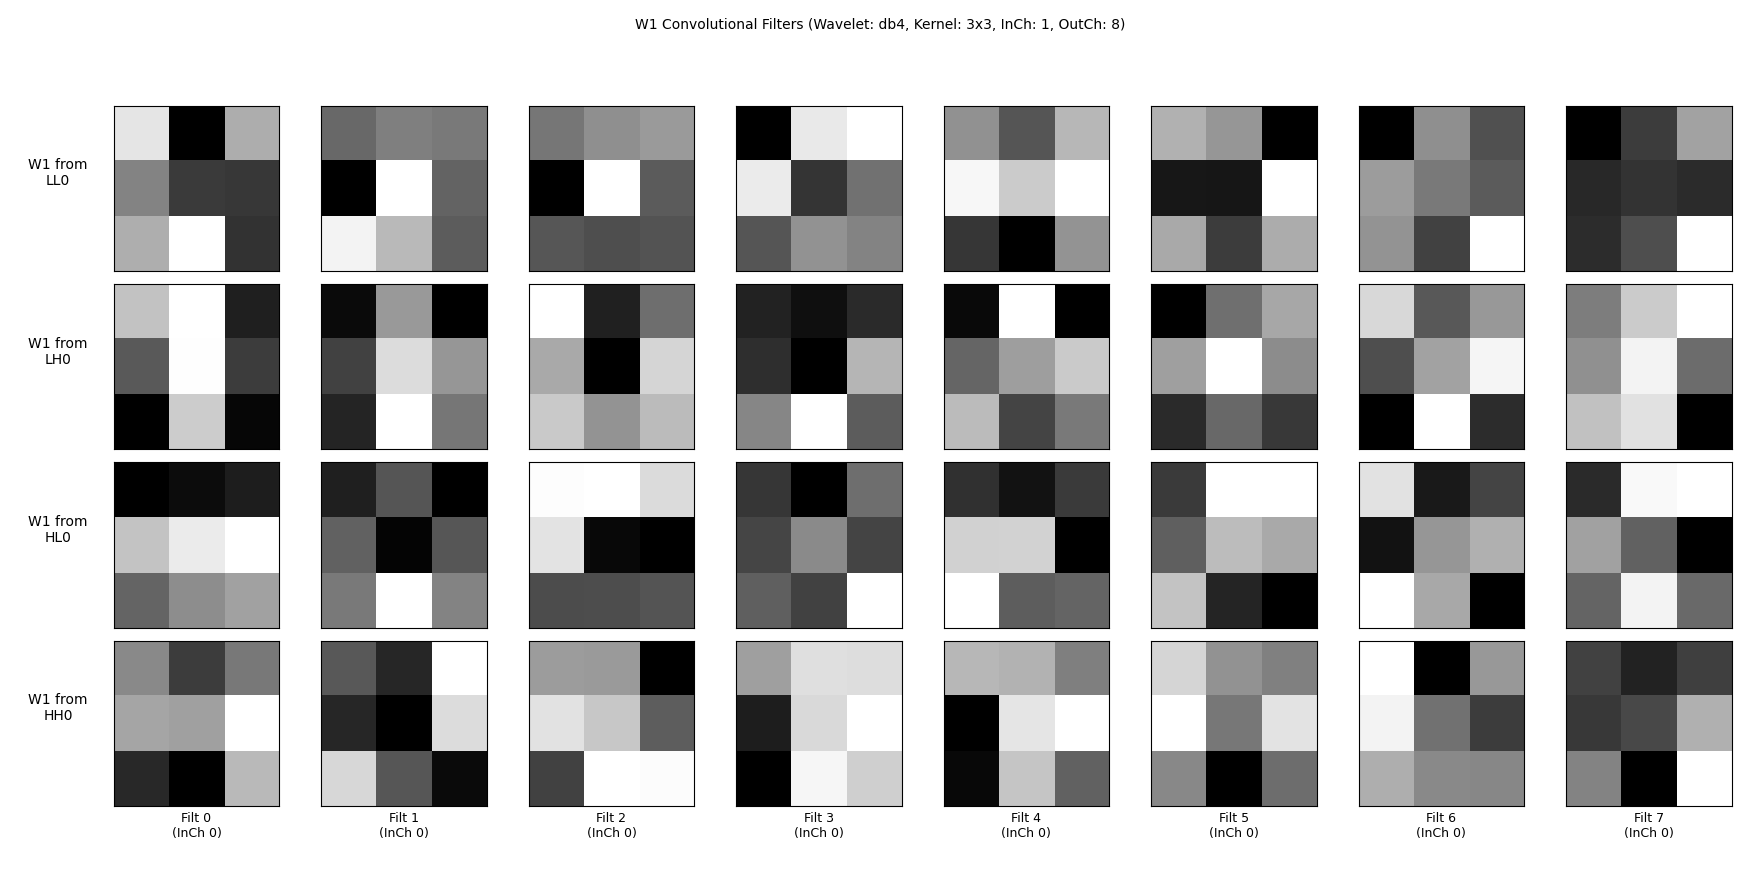 W1 Convolutional Filters (Wavelet: db4, Kernel: 3x3, InCh: 1, OutCh: 8)
W1 from
LL0
W1 from
LH0
W1 from
HL0
W1 from
HH0
Filt 0
(InCh 0)
Filt 1
(InCh 0)
Filt 2
(InCh 0)
Filt 3
(InCh 0)
Filt 4
(InCh 0)
Filt 5
(InCh 0)
Filt 6
(InCh 0)
Filt 7
(InCh 0)